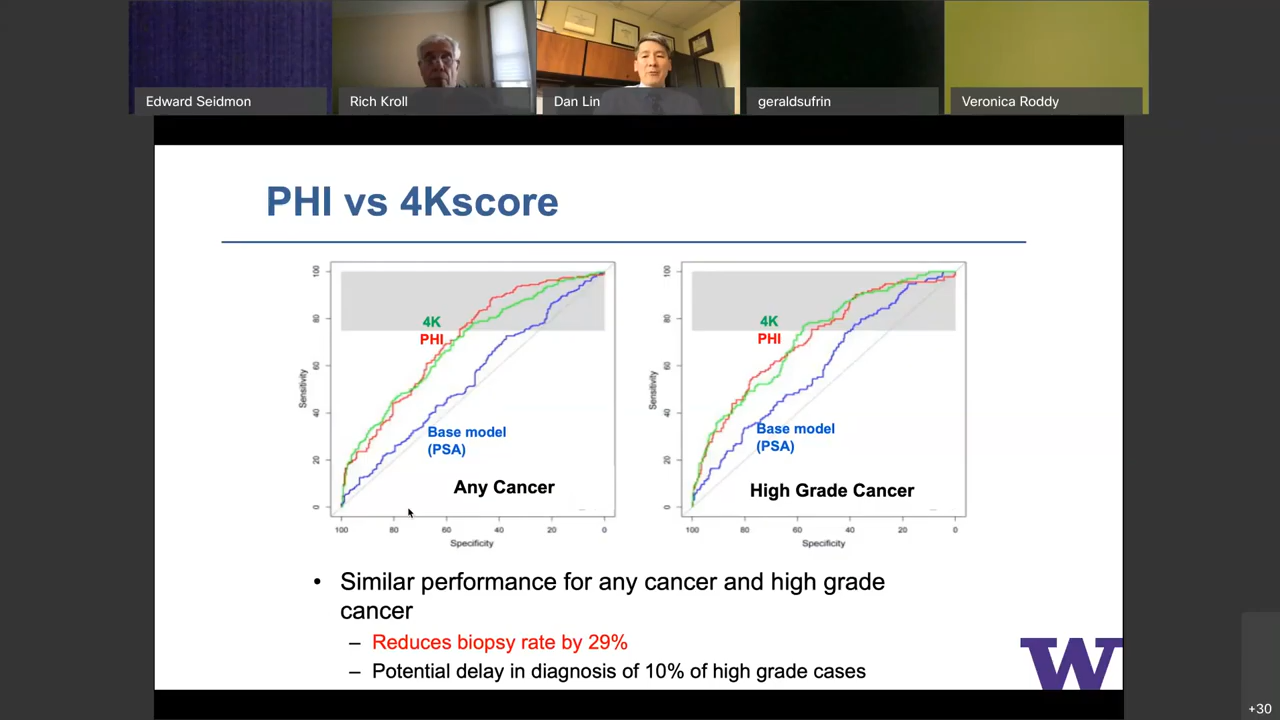 Edward Seidmon
Rich Kroll
Dan Lin
geraldsufrin
Veronica Roddy
PHI vs 4Kscore
100
80
60
40
20
0
Sensitivity
4K
PHI
Base model
(PSA)
Any Cancer
100
80
60
40
20
0
Specificity
100
80
60
40
20
0
Sensitivity
4K
PHI
Base model
(PSA)
High Grade Cancer
100
80
60
40
20
0
Specificity
• Similar performance for any cancer and high grade
cancer
– Reduces biopsy rate by 29%
– Potential delay in diagnosis of 10% of high grade cases
W
+30